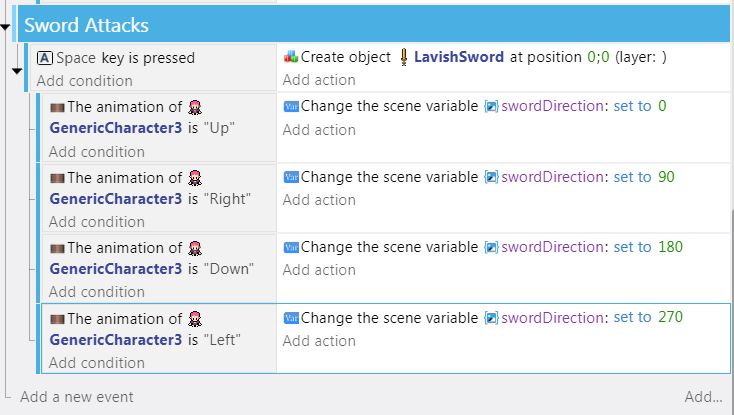 Sword Attacks
A Space key is pressed
Create object LavishSword at position 0;0 (layer: )
Add condition
Add action
The animation of
GenericCharacter3 is "Up"
Add condition
Var Change the scene variable swordDirection: set to 0
Add action
The animation of
GenericCharacter3 is "Right"
Add condition
Var Change the scene variable swordDirection: set to 90
Add action
The animation of
GenericCharacter3 is "Down"
Add condition
Var Change the scene variable swordDirection: set to 180
Add action
The animation of
GenericCharacter3 is "Left"
Add condition
Var Change the scene variable swordDirection: set to 270
Add action
Add a new event
Add...